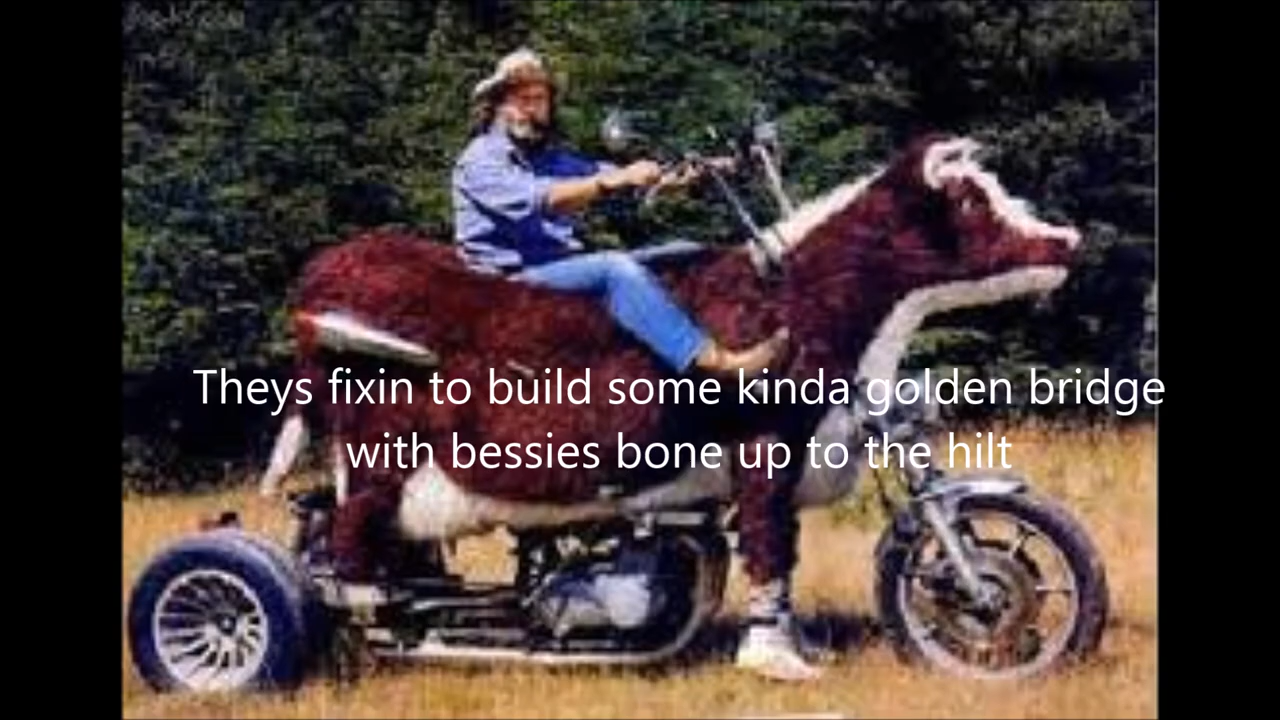 Theys fixin to build some kinda golden bridge
with bessies bone up to the hilt